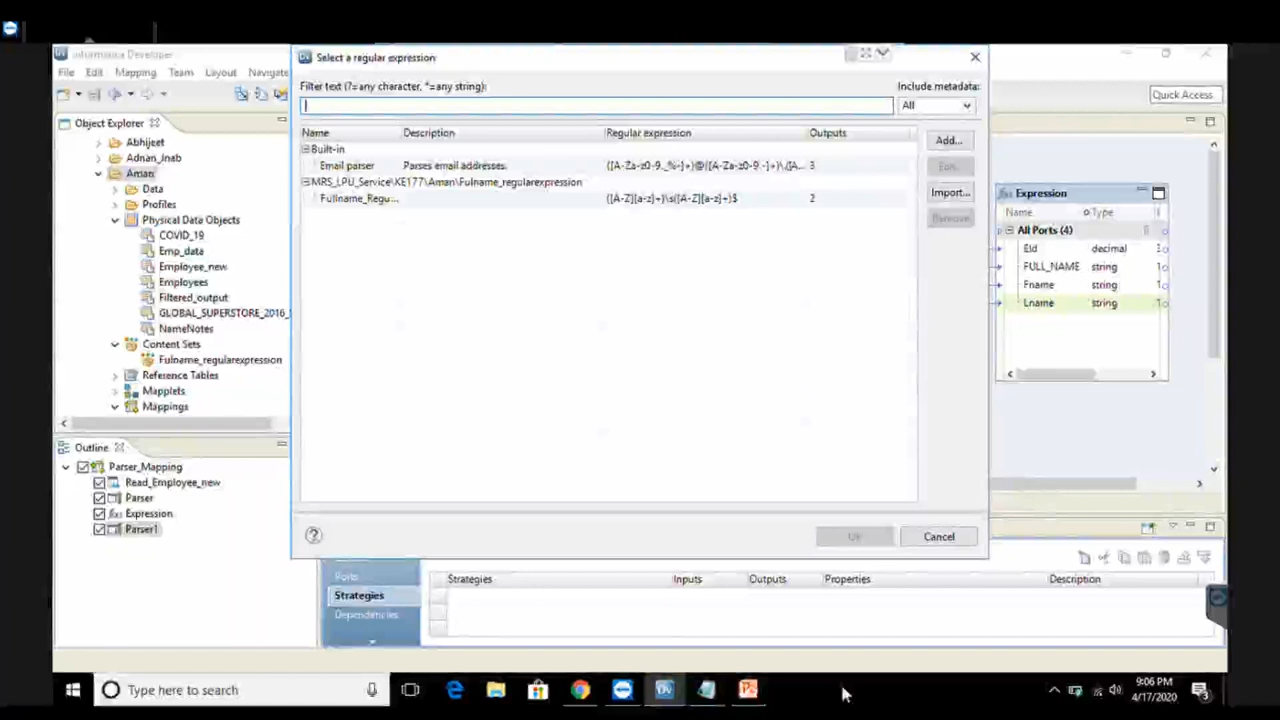 Informatica Developer
File Edit Mapping Team Layout Navigate
Quick Access
Object Explorer
Abhijeet
Adnan_Jnab
Aman
Data
Profiles
Physical Data Objects
COVID_19
Emp_data
Employee_new
Employees
Filtered_output
GLOBAL_SUPERSTORE_2016_
NameNotes
Content Sets
Fulname_regularexpression
Reference Tables
Mapplets
Mappings
Outline
Parser_Mapping
Read_Employee_new
Parser
Expression
Parser1
Select a regular expression
Filter text (?=any character, *=any string):
Include metadata:
All
Name Description Regular expression Outputs
Built-in
Email parser Parses email addresses. 3
MRS_LPU_Service\KE177\Aman\Fulname_regularexpression
Fullname_Regu... ([A-Z][a-z]+)\s([A-Z][a-z]+)$ 2
Add...
Edit...
Import...
Remove
OK
Cancel
Expression
Name Type
All Ports (4)
EId decimal
FULL_NAME string
Fname string
Lname string
Ports
Strategies
Dependencies
Strategies Inputs Outputs Properties Description
Type here to search
9:06 PM
4/17/2020